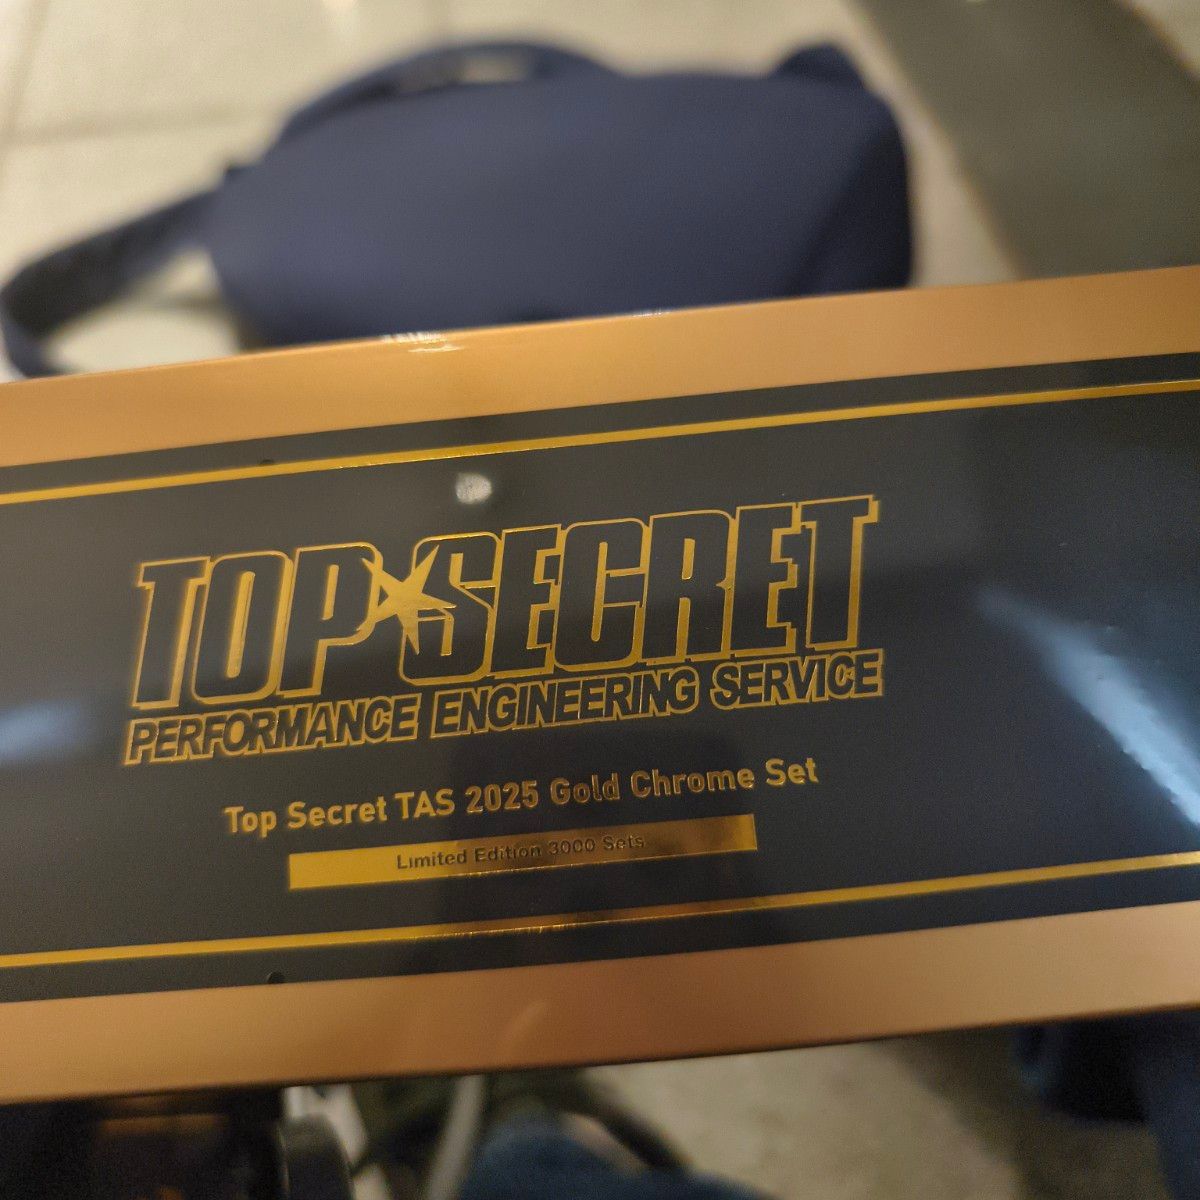 TOP SECRET
PERFORMANCE ENGINEERING SERVICE
Top Secret TAS 2025 Gold Chrome Set
Limited Edition 3000 Sets